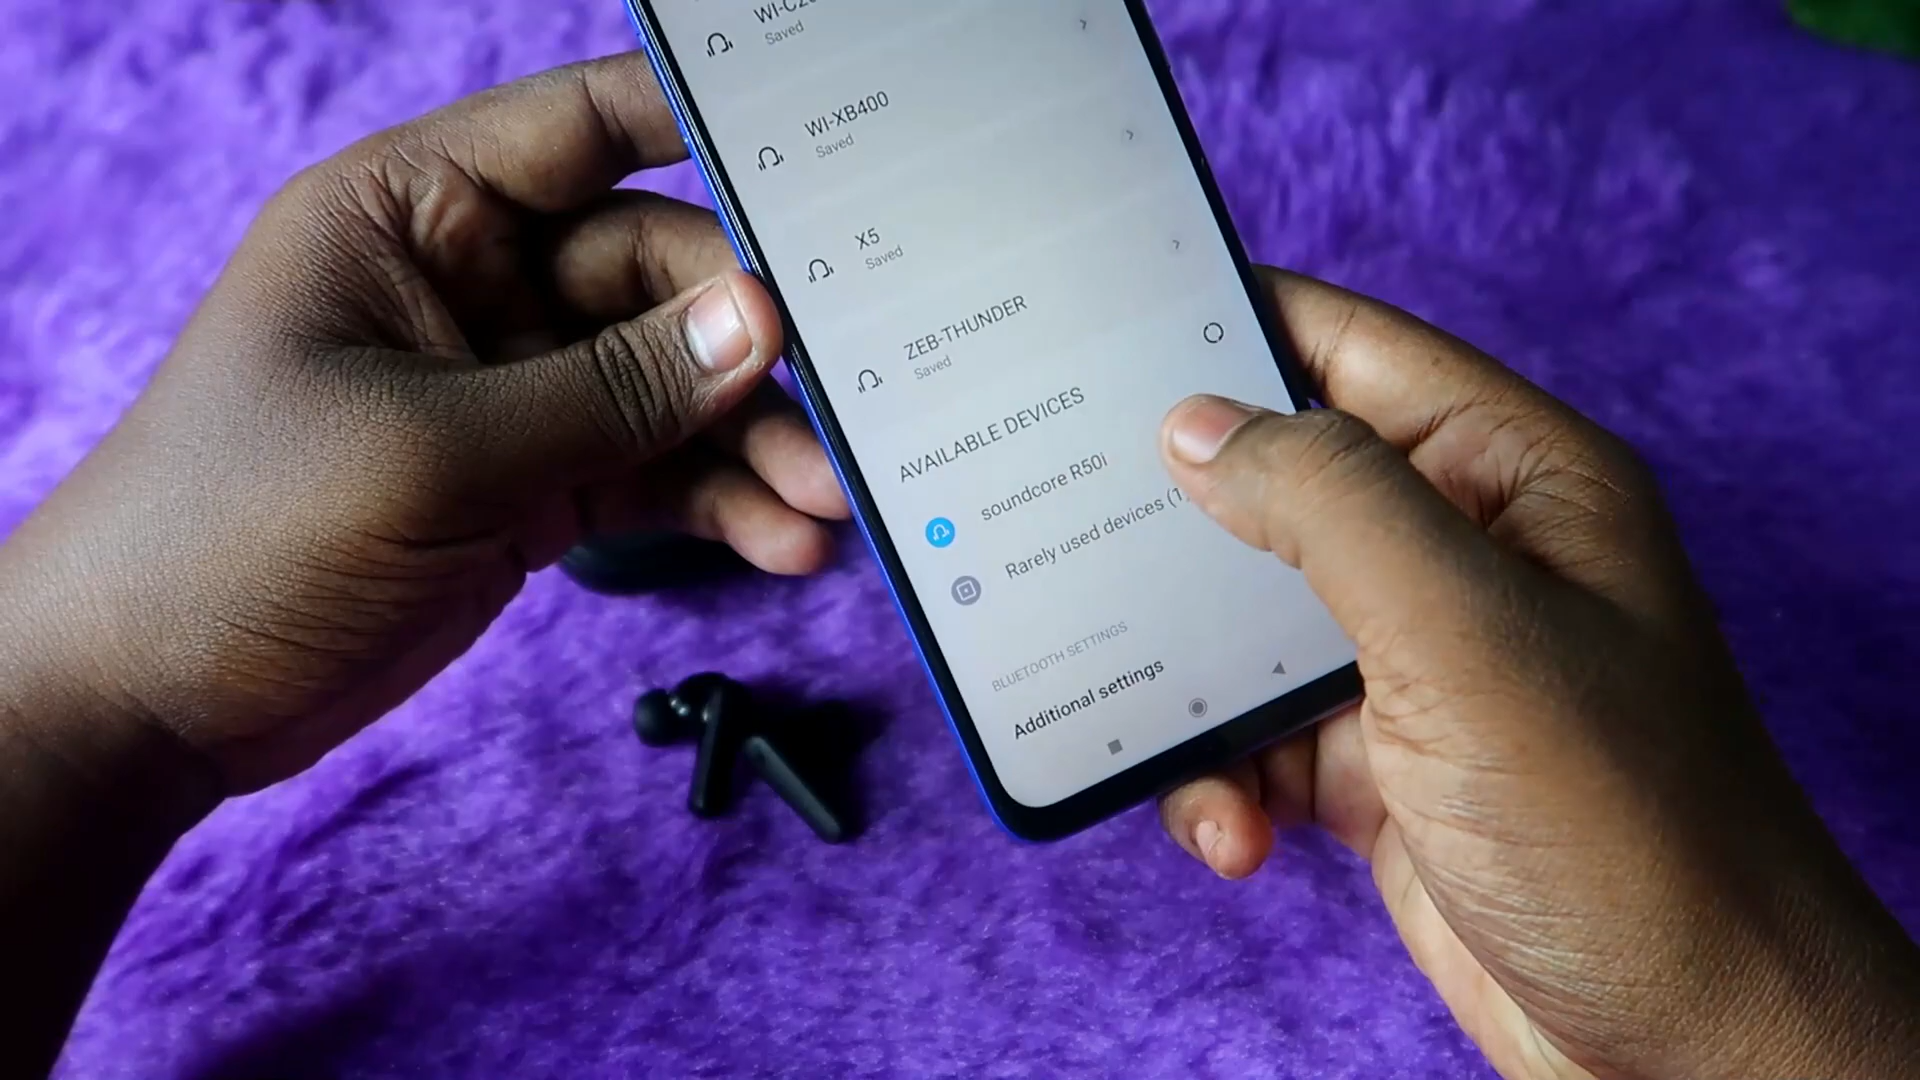 Saved
WI-XB400
Saved
X5
Saved
ZEB-THUNDER
Saved
AVAILABLE DEVICES
soundcore R50i
Rarely used devices (1
BLUETOOTH SETTINGS
Additional settings